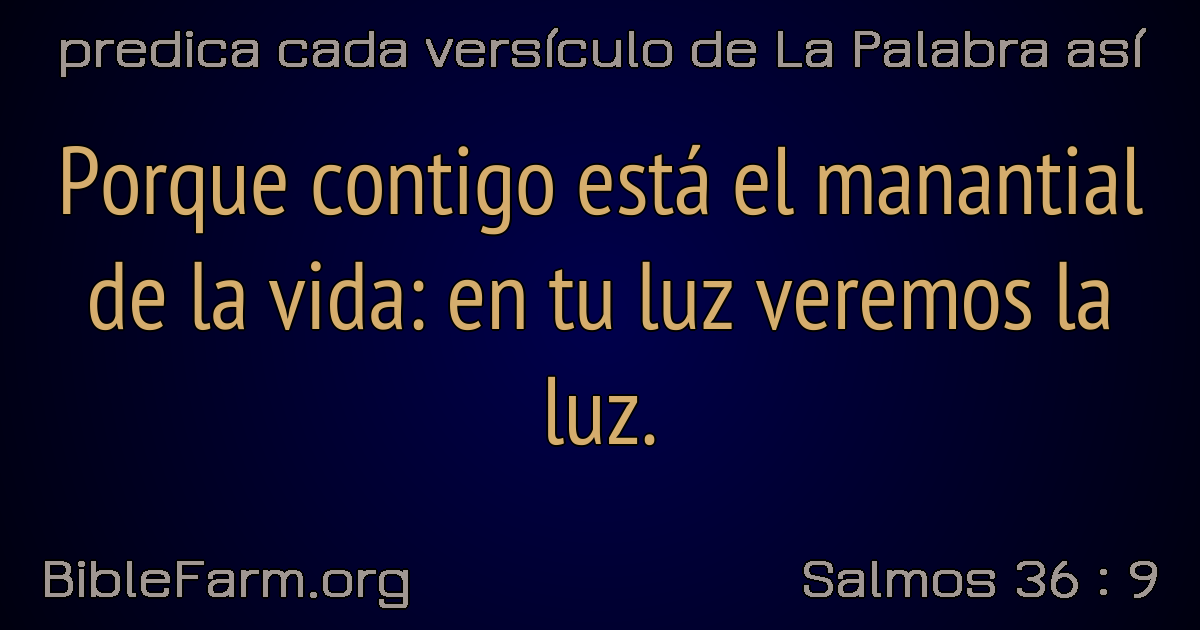 predica cada versículo de La Palabra así
Porque contigo está el manantial
de la vida: en tu luz veremos la
luz.
BibleFarm.org
Salmos 36 : 9